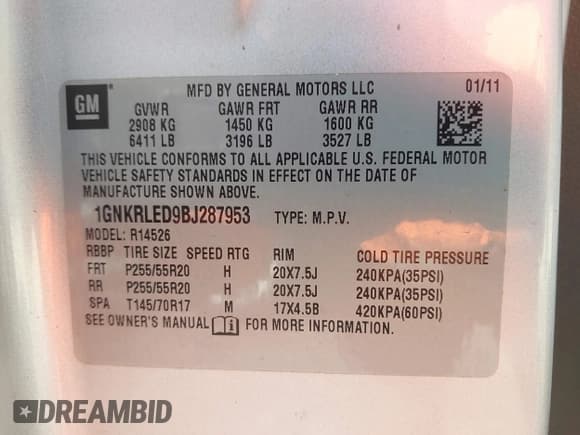 GM
MFD BY GENERAL MOTORS LLC 01/11
GVWR GAWR FRT GAWR RR
2908 KG 1450 KG 1600 KG
6411 LB 3196 LB 3527 LB
THIS VEHICLE CONFORMS TO ALL APPLICABLE U.S. FEDERAL MOTOR
VEHICLE SAFETY STANDARDS IN EFFECT ON THE DATE OF
MANUFACTURE SHOWN ABOVE.
1GNKRLED9BJ287953 TYPE: M.P.V.
MODEL: R14526
RBBP TIRE SIZE SPEED RTG RIM COLD TIRE PRESSURE
FRT P255/55R20 H 20X7.5J 240KPA(35PSI)
RR P255/55R20 H 20X7.5J 240KPA(35PSI)
SPA T145/70R17 M 17X4.5B 420KPA(60PSI)
SEE OWNER'S MANUAL FOR MORE INFORMATION.
DREAMBID